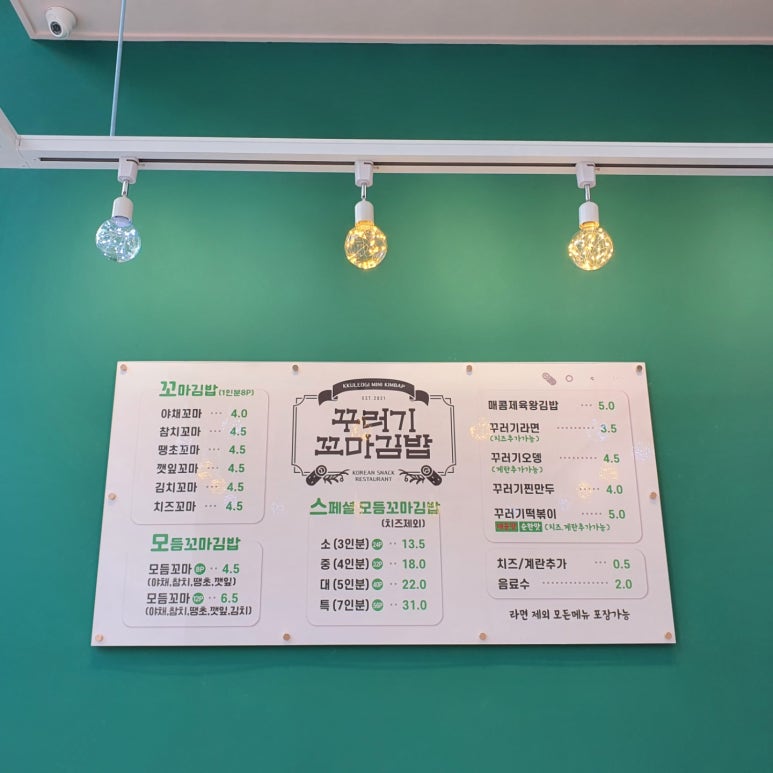 꼬마김밥 (1인분8P)
야채꼬마 ··· 4.0
참치꼬마 ··· 4.5
땡초꼬마 ··· 4.5
깻잎꼬마 ··· 4.5
김치꼬마 ··· 4.5
치즈꼬마 ··· 4.5
모듬꼬마김밥
모듬꼬마 8P ·· 4.5
(야채,참치,땡초,깻잎)
모듬꼬마 12P ·· 6.5
(야채,참치,땡초,깻잎,김치)
KKULEOGI MINI KIMBAP
EST.2021
꾸러기
꼬마김밥
KOREAN SNACK
RESTAURANT
스페셜 모듬꼬마김밥
(치즈제외)
소 (3인분) ·· 13.5
중 (4인분) ·· 18.0
대 (5인분) ·· 22.0
특 (7인분) ·· 31.0
매콤제육왕김밥 ··· 5.0
꾸러기라면 ·········· 3.5
(치즈추가가능)
꾸러기오뎅 ········· 4.5
(계란추가가능)
꾸러기찐만두 ···· 4.0
꾸러기떡볶이 ····· 5.0
매운맛 순한맛 (치즈,계란추가가능)
치즈/계란추가 ··· 0.5
음료수 ············ 2.0
라면 제외 모든메뉴 포장가능